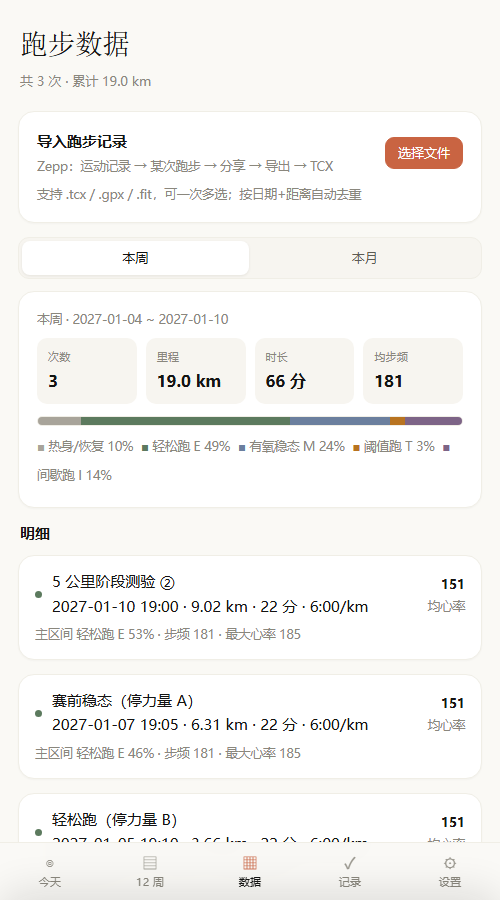 跑步数据
共 3 次 · 累计 19.0 km
导入跑步记录
Zepp：运动记录 → 某次跑步 → 分享 → 导出 → TCX
支持 .tcx / .gpx / .fit，可一次多选；按日期+距离自动去重
选择文件
本周
本月
本周 · 2027-01-04 ~ 2027-01-10
次数
3
里程
19.0 km
时长
66 分
均步频
181
热身/恢复 10% 轻松跑 E 49% 有氧稳态 M 24% 阈值跑 T 3%
间歇跑 I 14%
明细
5 公里阶段测验 ②
2027-01-10 19:00 · 9.02 km · 22 分 · 6:00/km
151
均心率
主区间 轻松跑 E 53% · 步频 181 · 最大心率 185
赛前稳态（停力量 A）
2027-01-07 19:05 · 6.31 km · 22 分 · 6:00/km
151
均心率
主区间 轻松跑 E 46% · 步频 181 · 最大心率 185
轻松跑（停力量 B）
151
今天
12 周
数据
记录
设置